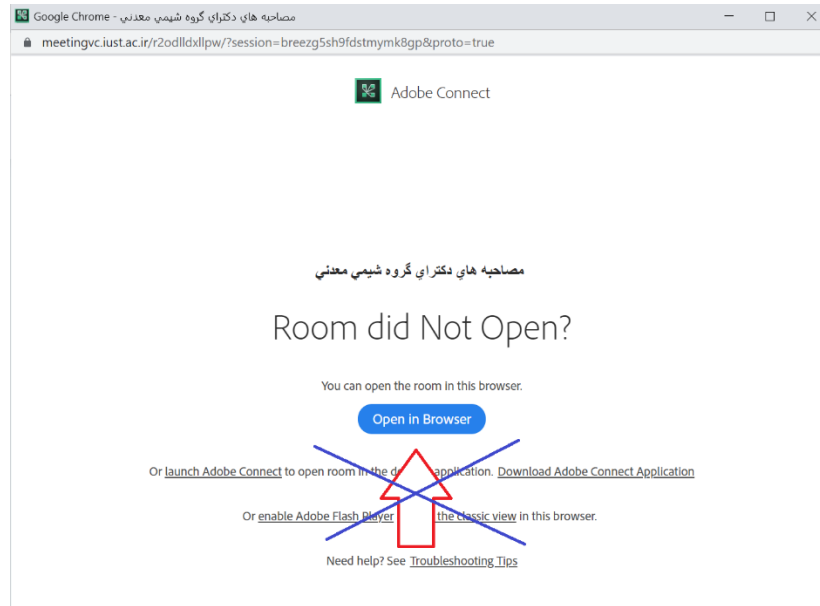 مصاحبه هاي دكتراي گروه شيمي معدني - Google Chrome
meetingvc.iust.ac.ir/r2odlldxllpw/?session=breezg5sh9fdstmymk8gp&proto=true
Adobe Connect
مصاحبه هاي دكتراي گروه شيمي معدني
Room did Not Open?
You can open the room in this browser.
Open in Browser
Or launch Adobe Connect to open room in the application. Download Adobe Connect Application
Or enable Adobe Flash Player the classic view in this browser.
Need help? See Troubleshooting Tips